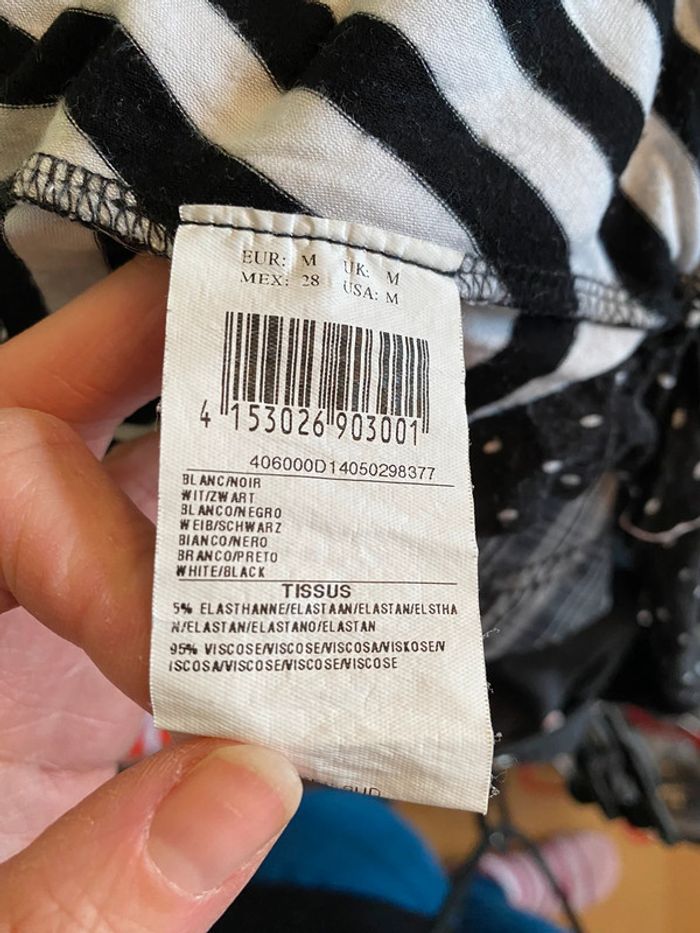 EUR: M UK: M
MEX: 28 USA: M
4 153026 903001
406000D14050298377
BLANC/NOIR
WIT/ZWART
BLANCO/NEGRO
WEIB/SCHWARZ
BIANCO/NERO
BRANCO/PRETO
WHITE/BLACK
TISSUS
5% ELASTHANNE/ELASTAAN/ELASTAN/ELSTHA
N/ELASTAN/ELASTANO/ELASTAN
95% VISCOSE/VISCOSE/VISCOSA/VISKOSE/V
ISCOSA/VISCOSE/VISCOSE/VISCOSE